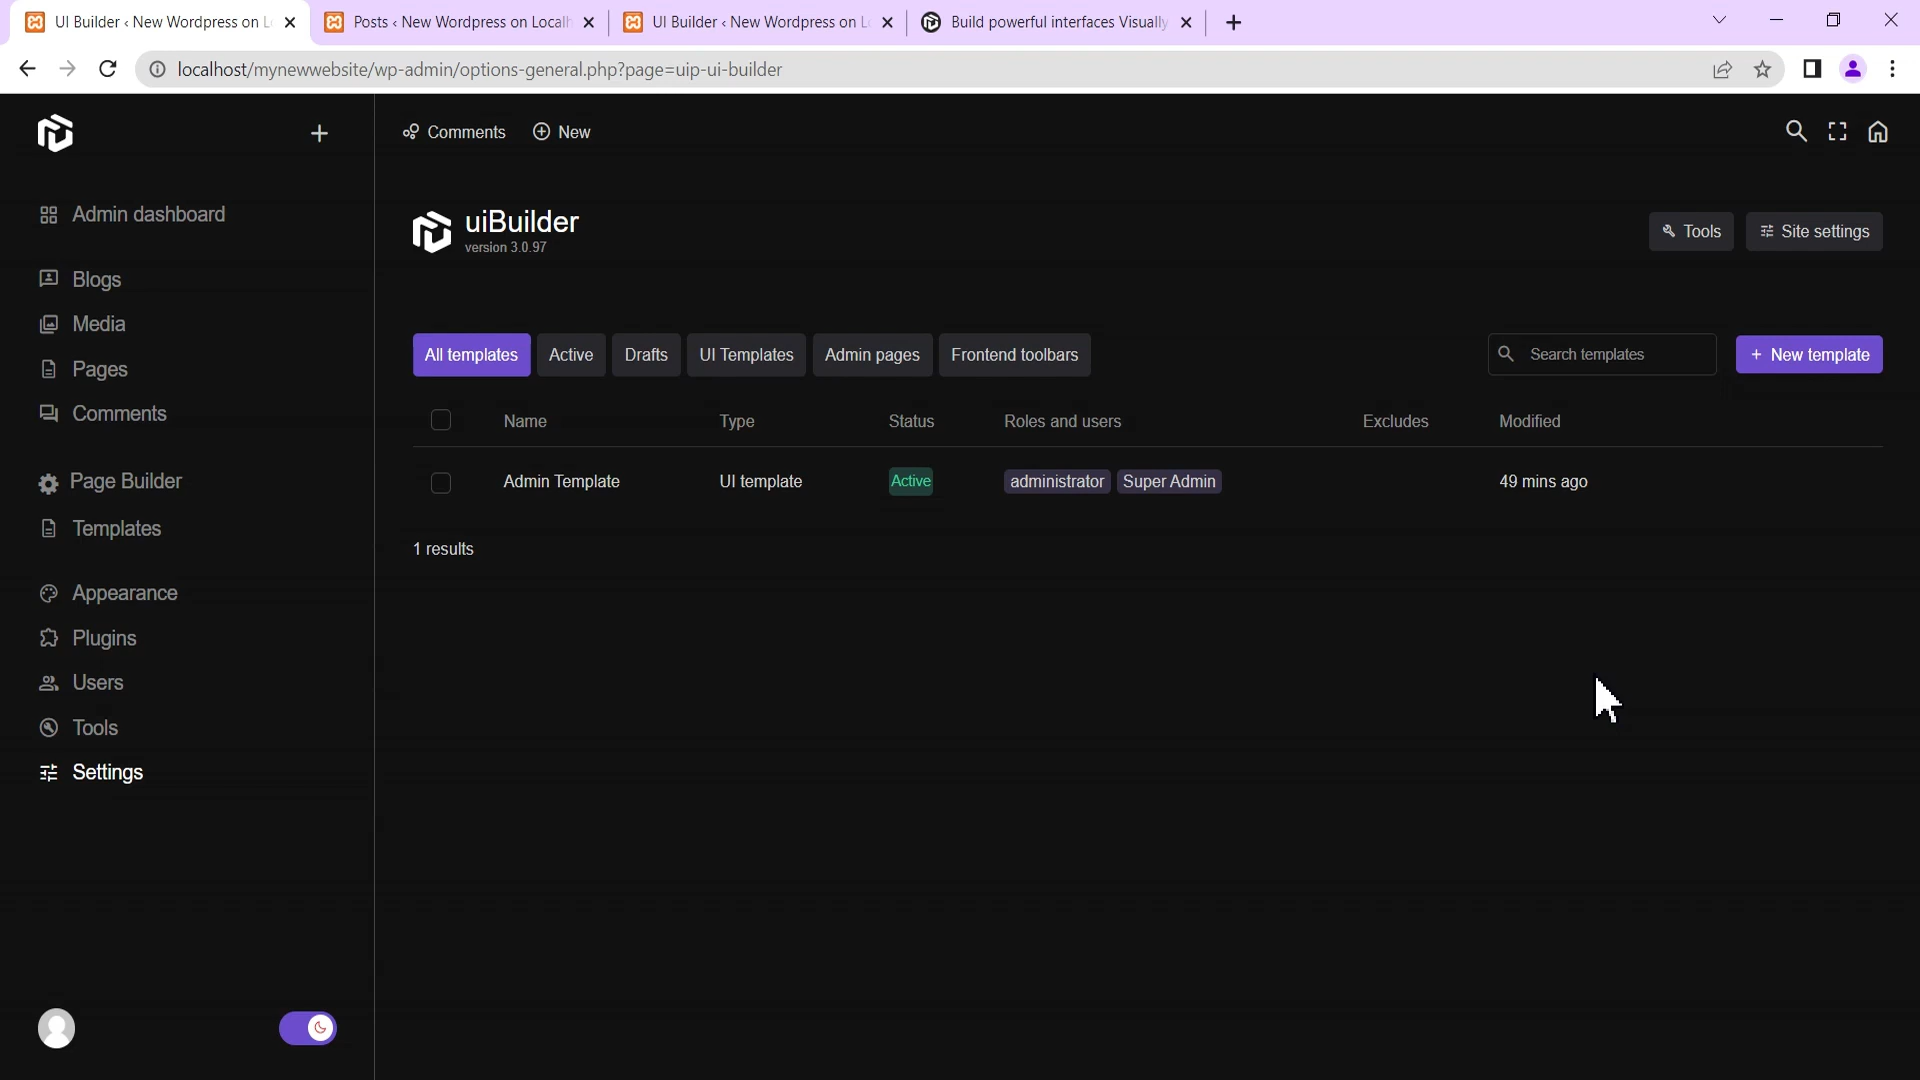 UI Builder ‹ New Wordpress on L
Posts ‹ New Wordpress on Localh
UI Builder ‹ New Wordpress on L
Build powerful interfaces Visually
localhost/mynewwebsite/wp-admin/options-general.php?page=uip-ui-builder
Comments
New
Admin dashboard
Blogs
Media
Pages
Comments
Page Builder
Templates
Appearance
Plugins
Users
Tools
Settings
uiBuilder
version 3.0.97
Tools
Site settings
All templates
Active
Drafts
UI Templates
Admin pages
Frontend toolbars
Search templates
+ New template
Name Type Status Roles and users Excludes Modified
Admin Template UI template Active administrator Super Admin 49 mins ago
1 results